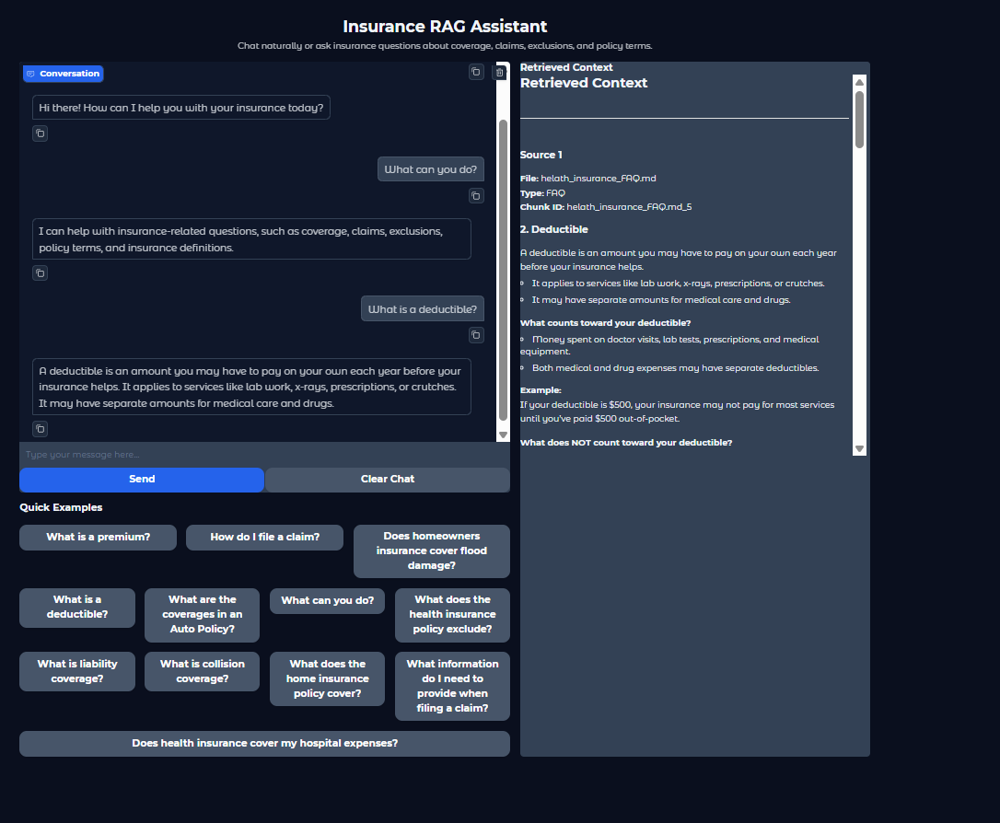 Insurance RAG Assistant
Chat naturally or ask insurance questions about coverage, claims, exclusions, and policy terms.
Conversation
Hi there! How can I help you with your insurance today?
What can you do?
I can help with insurance-related questions, such as coverage, claims, exclusions,
policy terms, and insurance definitions.
What is a deductible?
A deductible is an amount you may have to pay on your own each year before your
insurance helps. It applies to services like lab work, x-rays, prescriptions, or crutches.
It may have separate amounts for medical care and drugs.
Type your message here...
Send
Clear Chat
Quick Examples
What is a premium?
How do I file a claim?
Does homeowners
insurance cover flood
damage?
What is a
deductible?
What are the
coverages in an
Auto Policy?
What can you do?
What does the
health insurance
policy exclude?
What is liability
coverage?
What is collision
coverage?
What does the
home insurance
policy cover?
What information
do I need to
provide when
filing a claim?
Does health insurance cover my hospital expenses?
Retrieved Context
Retrieved Context
Source 1
File: helath_insurance_FAQ.md
Type: FAQ
Chunk ID: helath_insurance_FAQ.md_5
2. Deductible
A deductible is an amount you may have to pay on your own each year
before your insurance helps.
It applies to services like lab work, x-rays, prescriptions, or crutches.
It may have separate amounts for medical care and drugs.
What counts toward your deductible?
Money spent on doctor visits, lab tests, prescriptions, and medical
equipment.
Both medical and drug expenses may have separate deductibles.
Example:
If your deductible is $500, your insurance may not pay for most services
until you've paid $500 out-of-pocket.
What does NOT count toward your deductible?